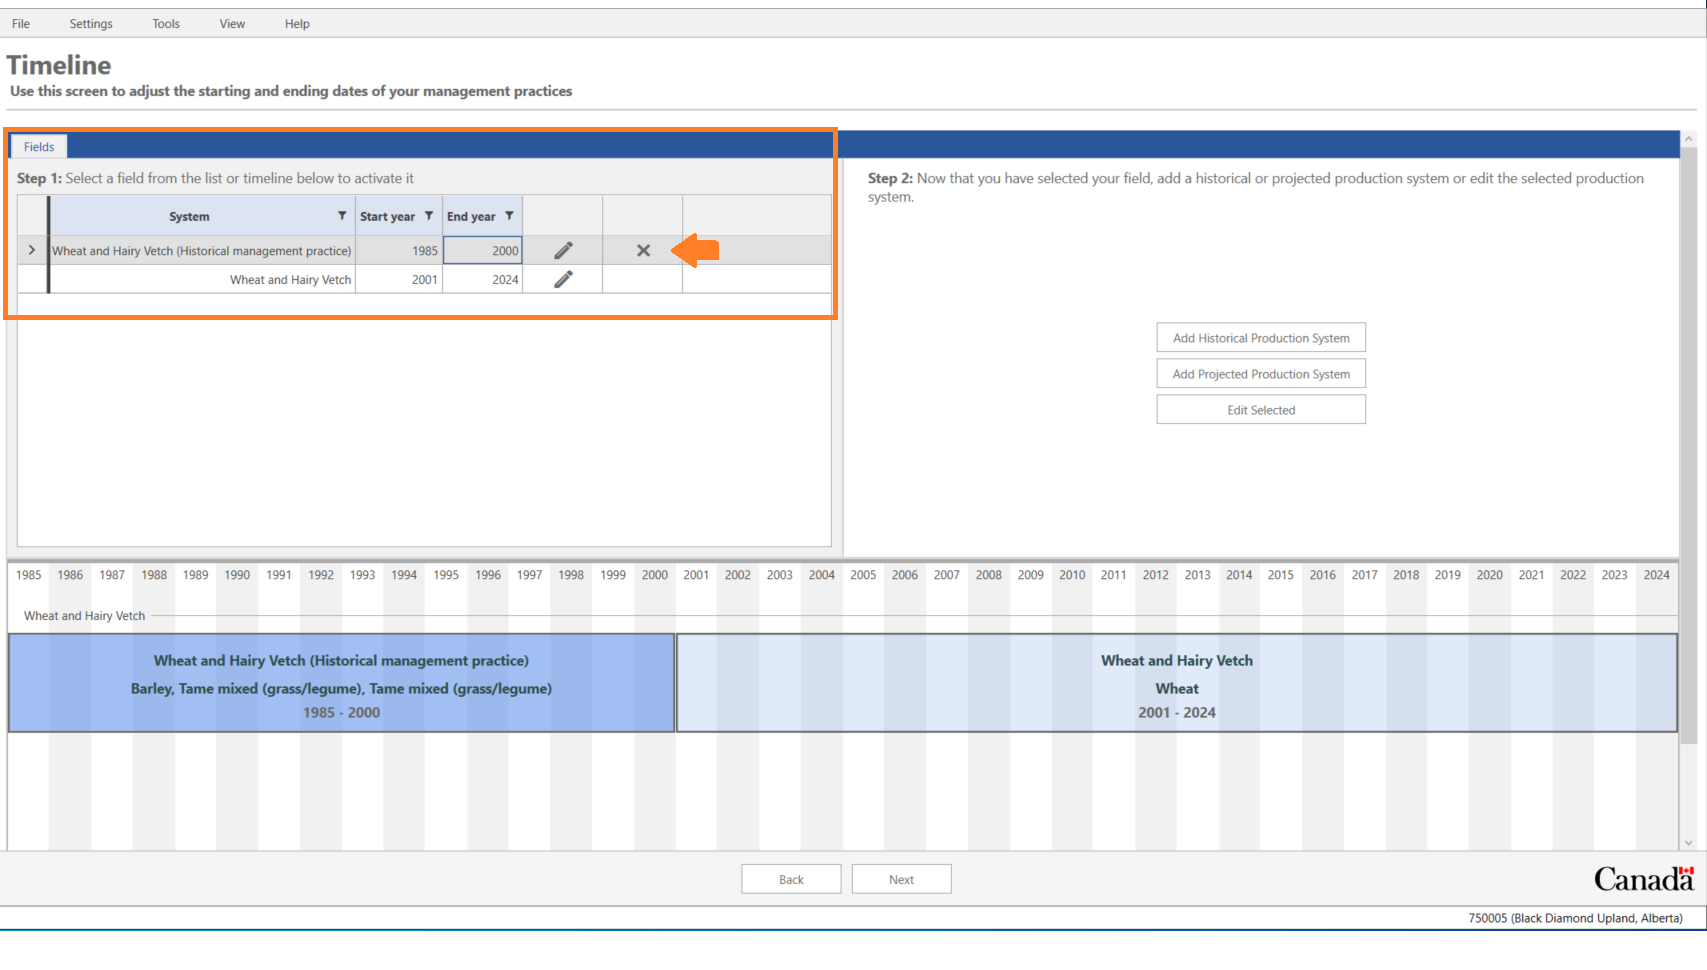 File Settings Tools View Help
Timeline
Use this screen to adjust the starting and ending dates of your management practices
Fields
Step 1: Select a field from the list or timeline below to activate it
System Start year End year
Wheat and Hairy Vetch (Historical management practice) 1985 2000
Wheat and Hairy Vetch 2001 2024
Step 2: Now that you have selected your field, add a historical or projected production system or edit the selected production
system.
Add Historical Production System
Add Projected Production System
Edit Selected
1985 1986 1987 1988 1989 1990 1991 1992 1993 1994 1995 1996 1997 1998 1999 2000 2001 2002 2003 2004 2005 2006 2007 2008 2009 2010 2011 2012 2013 2014 2015 2016 2017 2018 2019 2020 2021 2022 2023 2024
Wheat and Hairy Vetch
Wheat and Hairy Vetch (Historical management practice)
Barley, Tame mixed (grass/legume), Tame mixed (grass/legume)
1985 - 2000
Wheat and Hairy Vetch
Wheat
2001 - 2024
Back Next
Canada
750005 (Black Diamond Upland, Alberta)